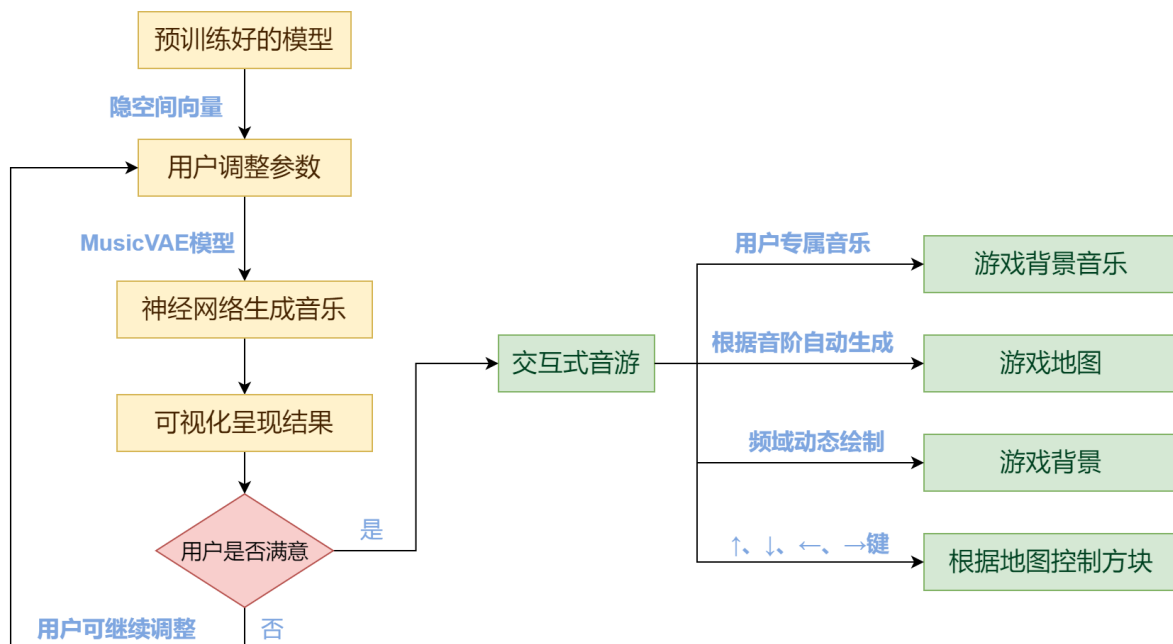 预训练好的模型
隐空间向量
用户调整参数
MusicVAE模型
神经网络生成音乐
可视化呈现结果
用户是否满意
是
否
用户可继续调整
交互式音游
用户专属音乐
游戏背景音乐
根据音阶自动生成
游戏地图
频域动态绘制
游戏背景
↑、↓、←、→键
根据地图控制方块